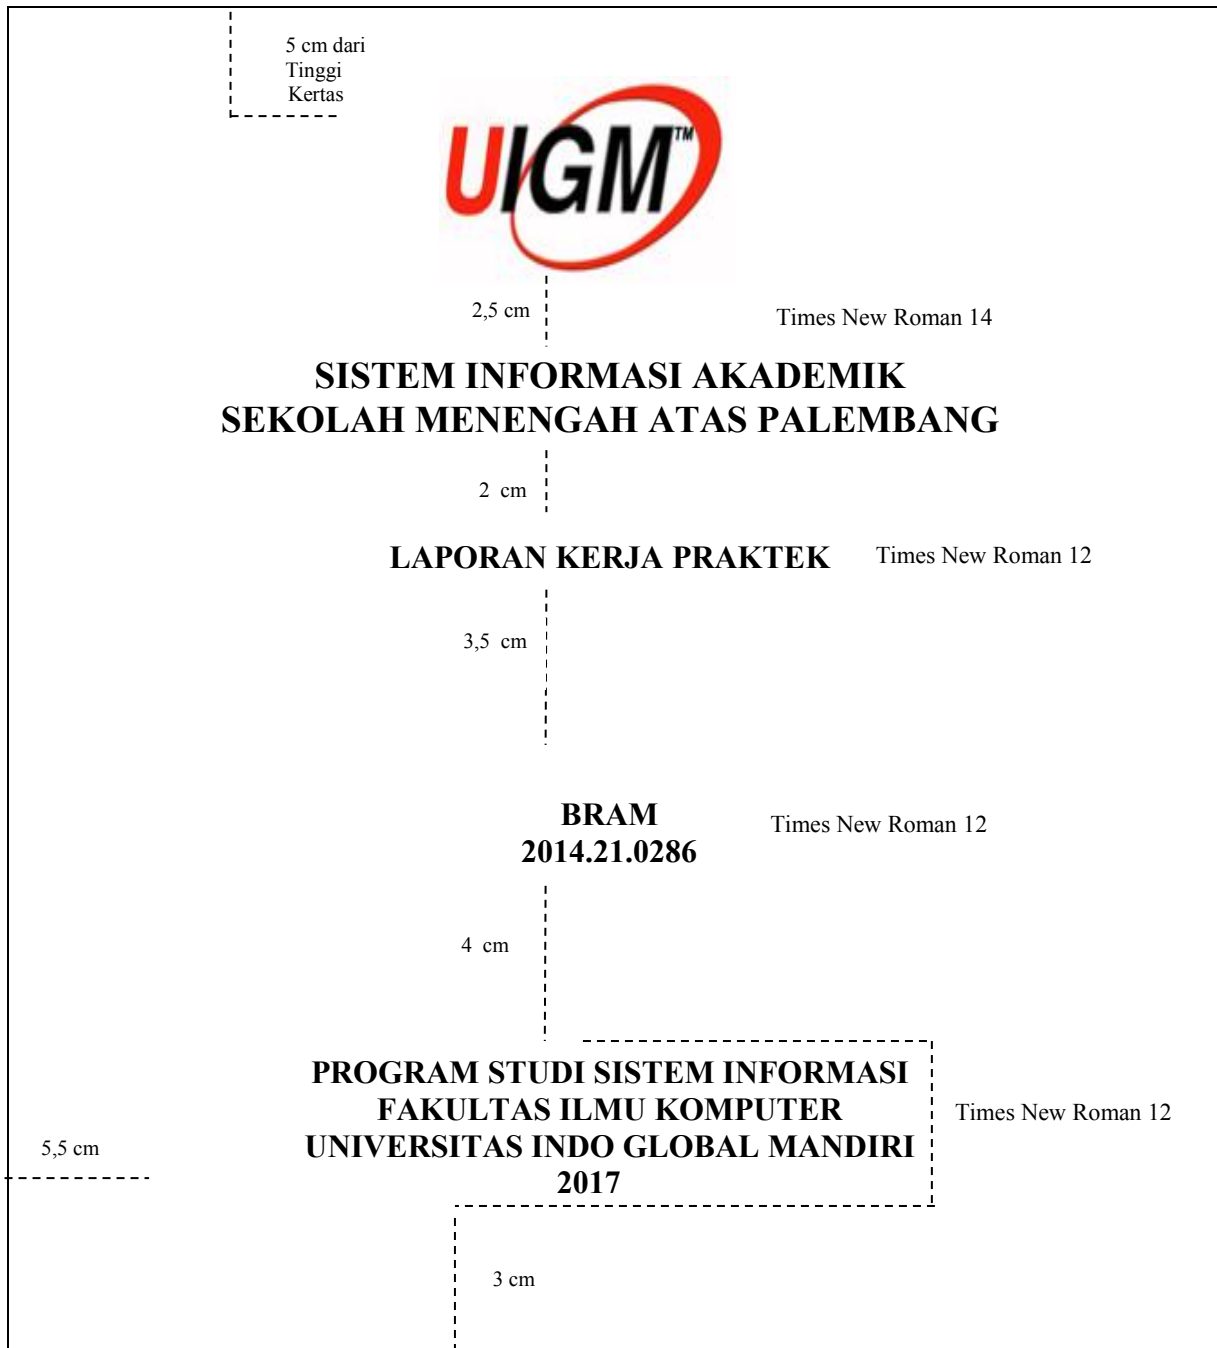 5 cm dari
Tinggi
Kertas
UIGM™
2,5 cm
Times New Roman 14
SISTEM INFORMASI AKADEMIK
SEKOLAH MENENGAH ATAS PALEMBANG
2 cm
LAPORAN KERJA PRAKTEK
Times New Roman 12
3,5 cm
BRAM
2014.21.0286
Times New Roman 12
4 cm
PROGRAM STUDI SISTEM INFORMASI
FAKULTAS ILMU KOMPUTER
UNIVERSITAS INDO GLOBAL MANDIRI
2017
Times New Roman 12
5,5 cm
3 cm